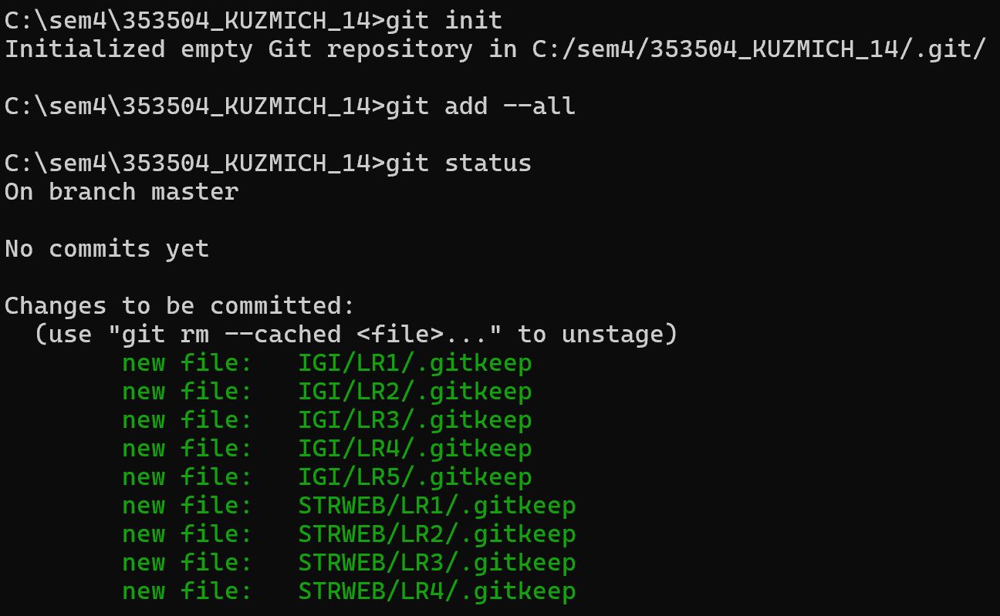 C:\sem4\353504_KUZMICH_14>git init
Initialized empty Git repository in C:/sem4/353504_KUZMICH_14/.git/
C:\sem4\353504_KUZMICH_14>git add --all
C:\sem4\353504_KUZMICH_14>git status
On branch master
No commits yet
Changes to be committed:
  (use "git rm --cached <file>..." to unstage)
        new file:   IGI/LR1/.gitkeep
        new file:   IGI/LR2/.gitkeep
        new file:   IGI/LR3/.gitkeep
        new file:   IGI/LR4/.gitkeep
        new file:   IGI/LR5/.gitkeep
        new file:   STRWEB/LR1/.gitkeep
        new file:   STRWEB/LR2/.gitkeep
        new file:   STRWEB/LR3/.gitkeep
        new file:   STRWEB/LR4/.gitkeep